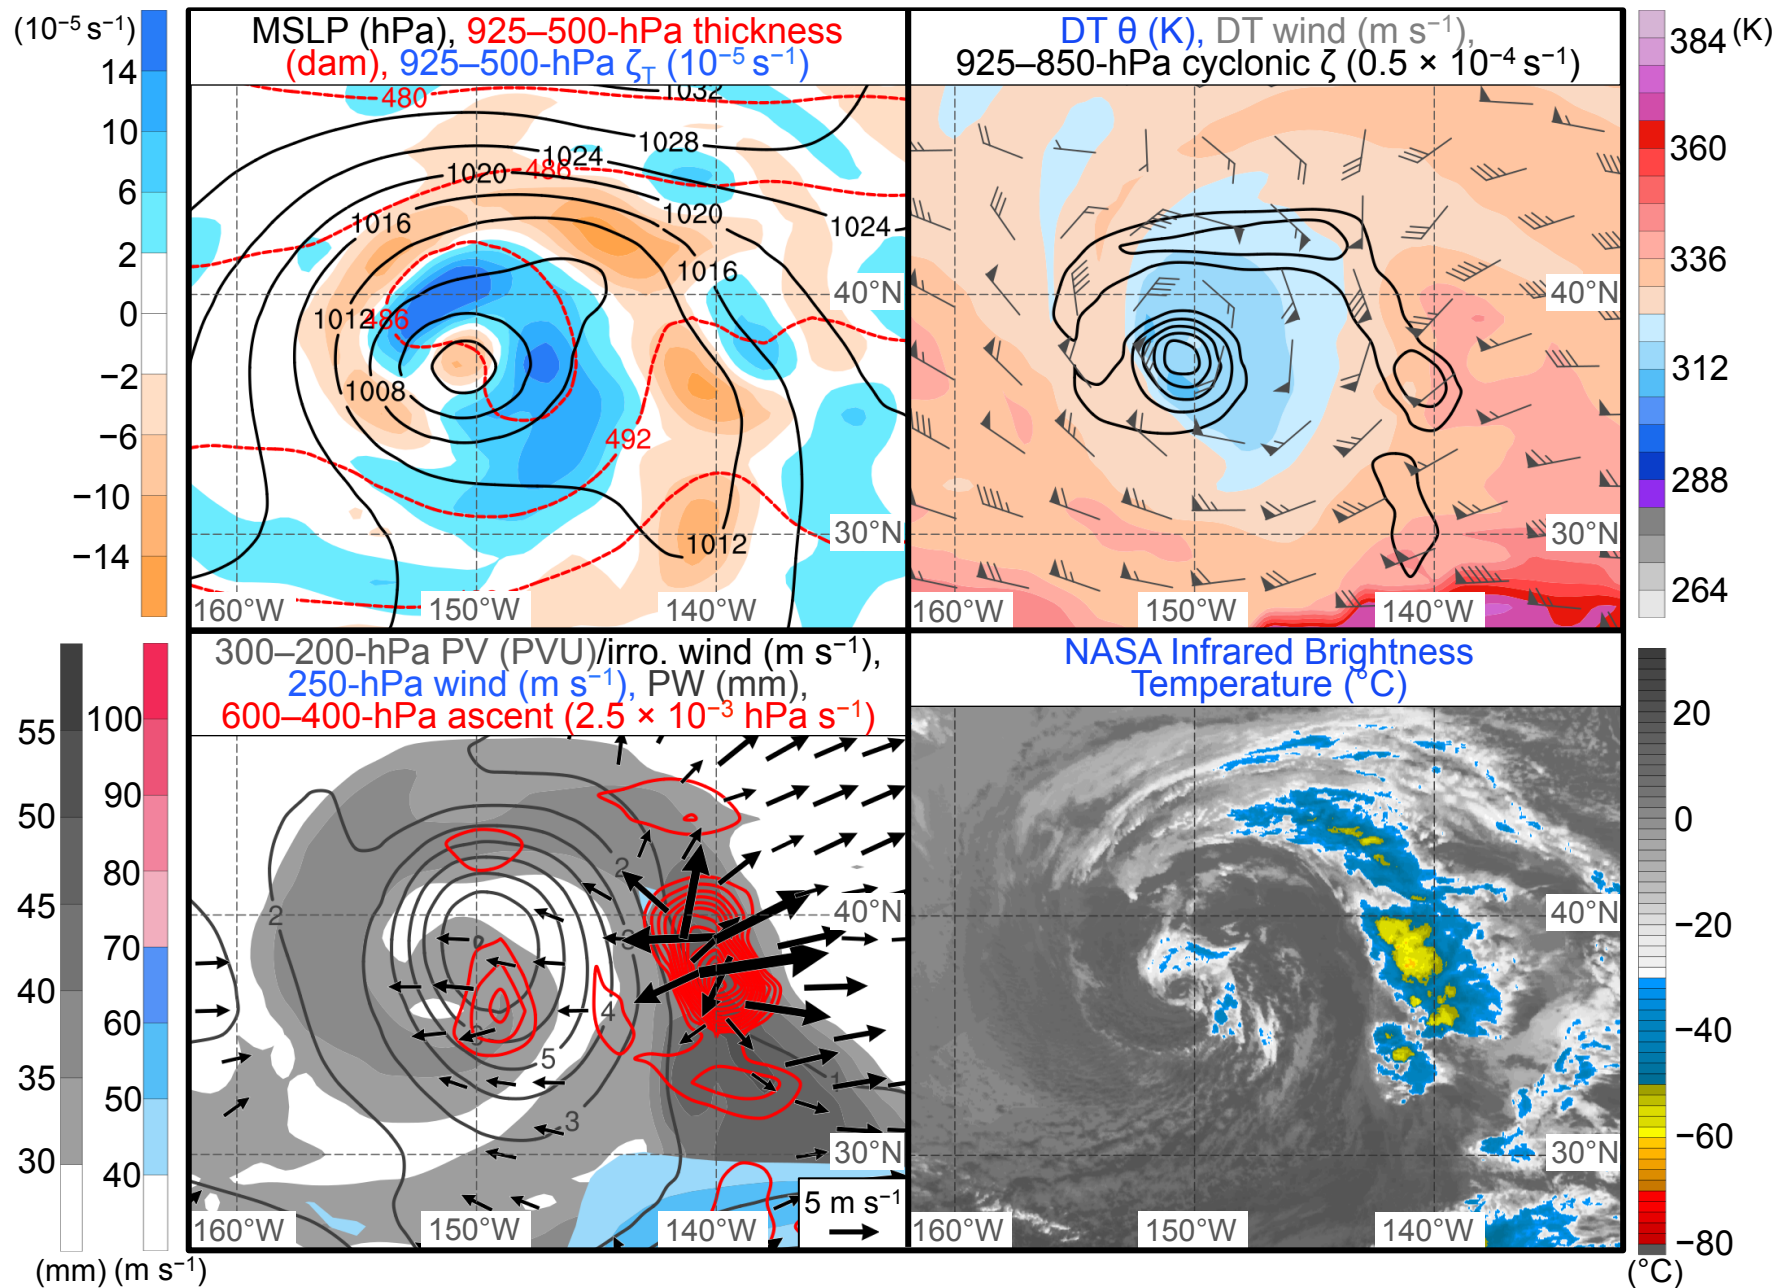 (10⁻⁵ s⁻¹)
14
10
6
2
0
−2
−6
−10
−14
MSLP (hPa), 925–500-hPa thickness
(dam), 925–500-hPa ζT (10⁻⁵ s⁻¹)
480
1032
1028
1024
486
1020
1020
1016
1024
1016
40°N
1012
486
1008
492
1012
30°N
160°W
150°W
140°W
DT θ (K), DT wind (m s⁻¹),
925–850-hPa cyclonic ζ (0.5 × 10⁻⁴ s⁻¹)
40°N
30°N
160°W
150°W
140°W
384 (K)
360
336
312
288
264
55
50
45
40
35
30
(mm)
100
90
80
70
60
50
40
(m s⁻¹)
300–200-hPa PV (PVU)/irro. wind (m s⁻¹),
250-hPa wind (m s⁻¹), PW (mm),
600–400-hPa ascent (2.5 × 10⁻³ hPa s⁻¹)
2
2
40°N
3
4
5
3
1
30°N
5 m s⁻¹
160°W
150°W
140°W
NASA Infrared Brightness
Temperature (°C)
40°N
30°N
160°W
150°W
140°W
20
0
−20
−40
−60
−80
(°C)